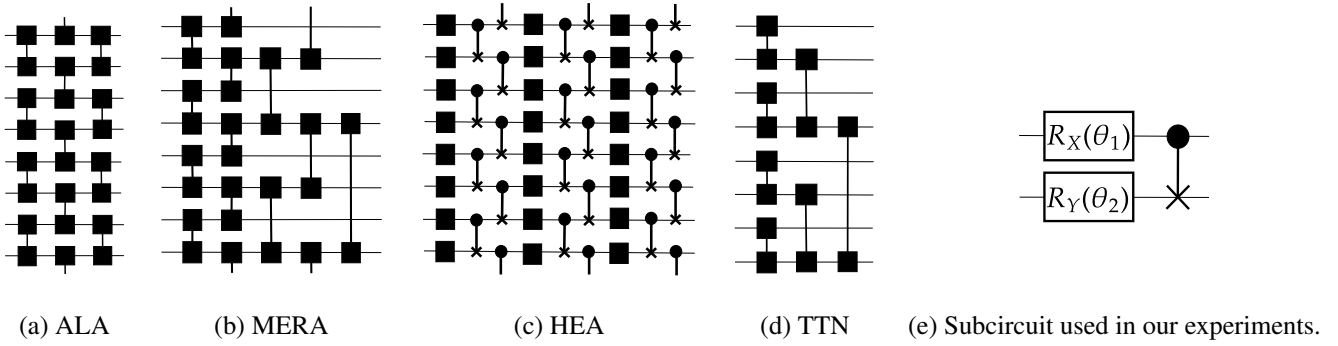 R_X(θ_1)
R_Y(θ_2)
(a) ALA (b) MERA (c) HEA (d) TTN (e) Subcircuit used in our experiments.